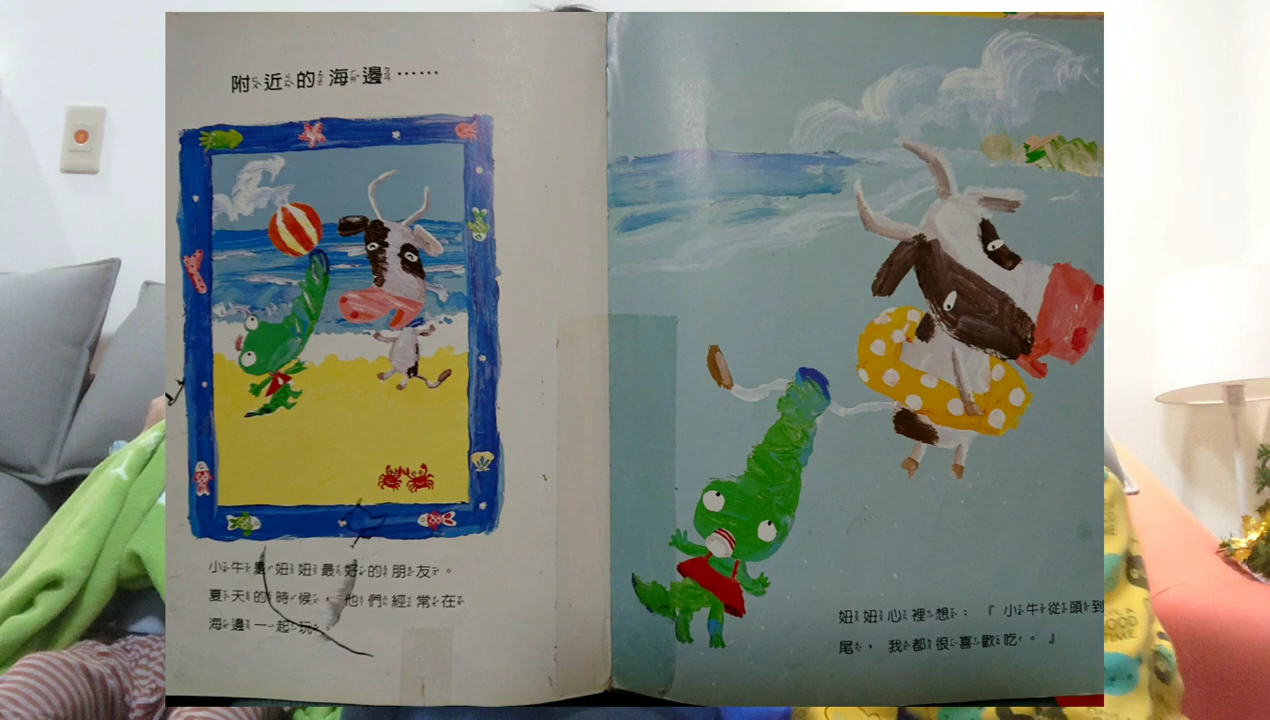 附近的海邊……
小牛是妞妞最好的朋友。
夏天的時候，他們經常在
海邊一起玩。
妞妞心裡想：『小牛從頭到
尾，我都很喜歡吃。』